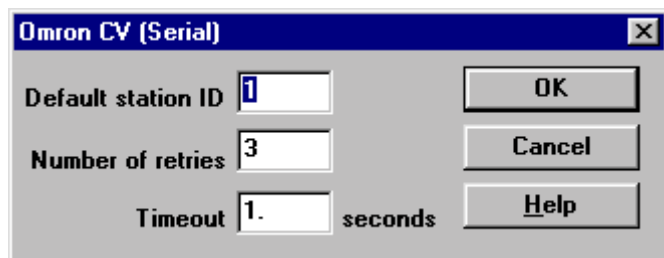 Omron CV (Serial)
Default station ID 1
OK
Number of retries 3
Cancel
Timeout 1. seconds
Help